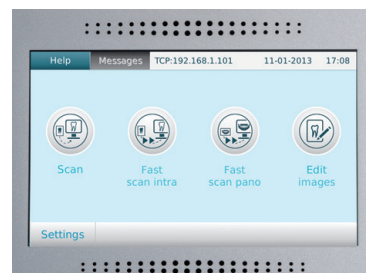 Help Messages TCP:192.168.1.101 11-01-2013 17:08
Scan Fast Fast Edit
scan intra scan pano images
Settings